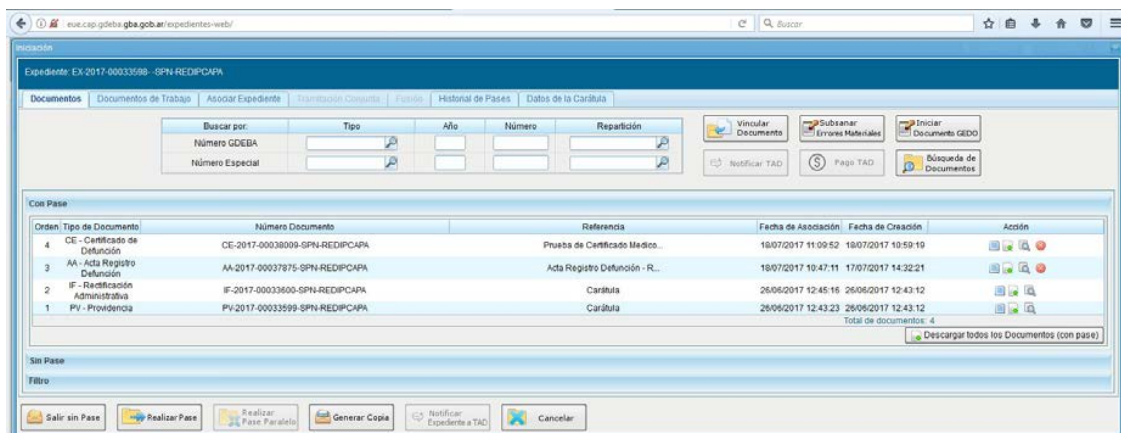 eue.cap.gdeba.gba.gob.ar/expedientes-web/
Buscar
Iniciación
Expediente: EX-2017-00033598- -SPN-REDIPCAPA
Documentos Documentos de Trabajo Asociar Expediente Tramitación Conjunta Fusión Historial de Pases Datos de la Carátula
Buscar por: Tipo Año Número Repartición
Número GDEBA
Número Especial
Vincular Documento
Subsanar Errores Materiales
Iniciar Documento GEDO
Notificar TAD
Pago TAD
Búsqueda de Documentos
Con Pase
Orden Tipo de Documento Número Documento Referencia Fecha de Asociación Fecha de Creación Acción
4 CE - Certificado de Defunción CE-2017-00038009-SPN-REDIPCAPA Prueba de Certificado Medico... 18/07/2017 11:09:52 18/07/2017 10:59:19
3 AA - Acta Registro Defunción AA-2017-00037875-SPN-REDIPCAPA Acta Registro Defunción - R... 18/07/2017 10:47:11 17/07/2017 14:32:21
2 IF - Rectificación Administrativa IF-2017-00033600-SPN-REDIPCAPA Carátula 26/06/2017 12:45:16 26/06/2017 12:43:12
1 PV - Providencia PV-2017-00033599-SPN-REDIPCAPA Carátula 26/06/2017 12:43:23 26/06/2017 12:43:12
Total de documentos: 4
Descargar todos los Documentos (con pase)
Sin Pase
Filtro
Salir sin Pase
Realizar Pase
Realizar Pase Paralelo
Generar Copia
Notificar Expediente a TAD
Cancelar